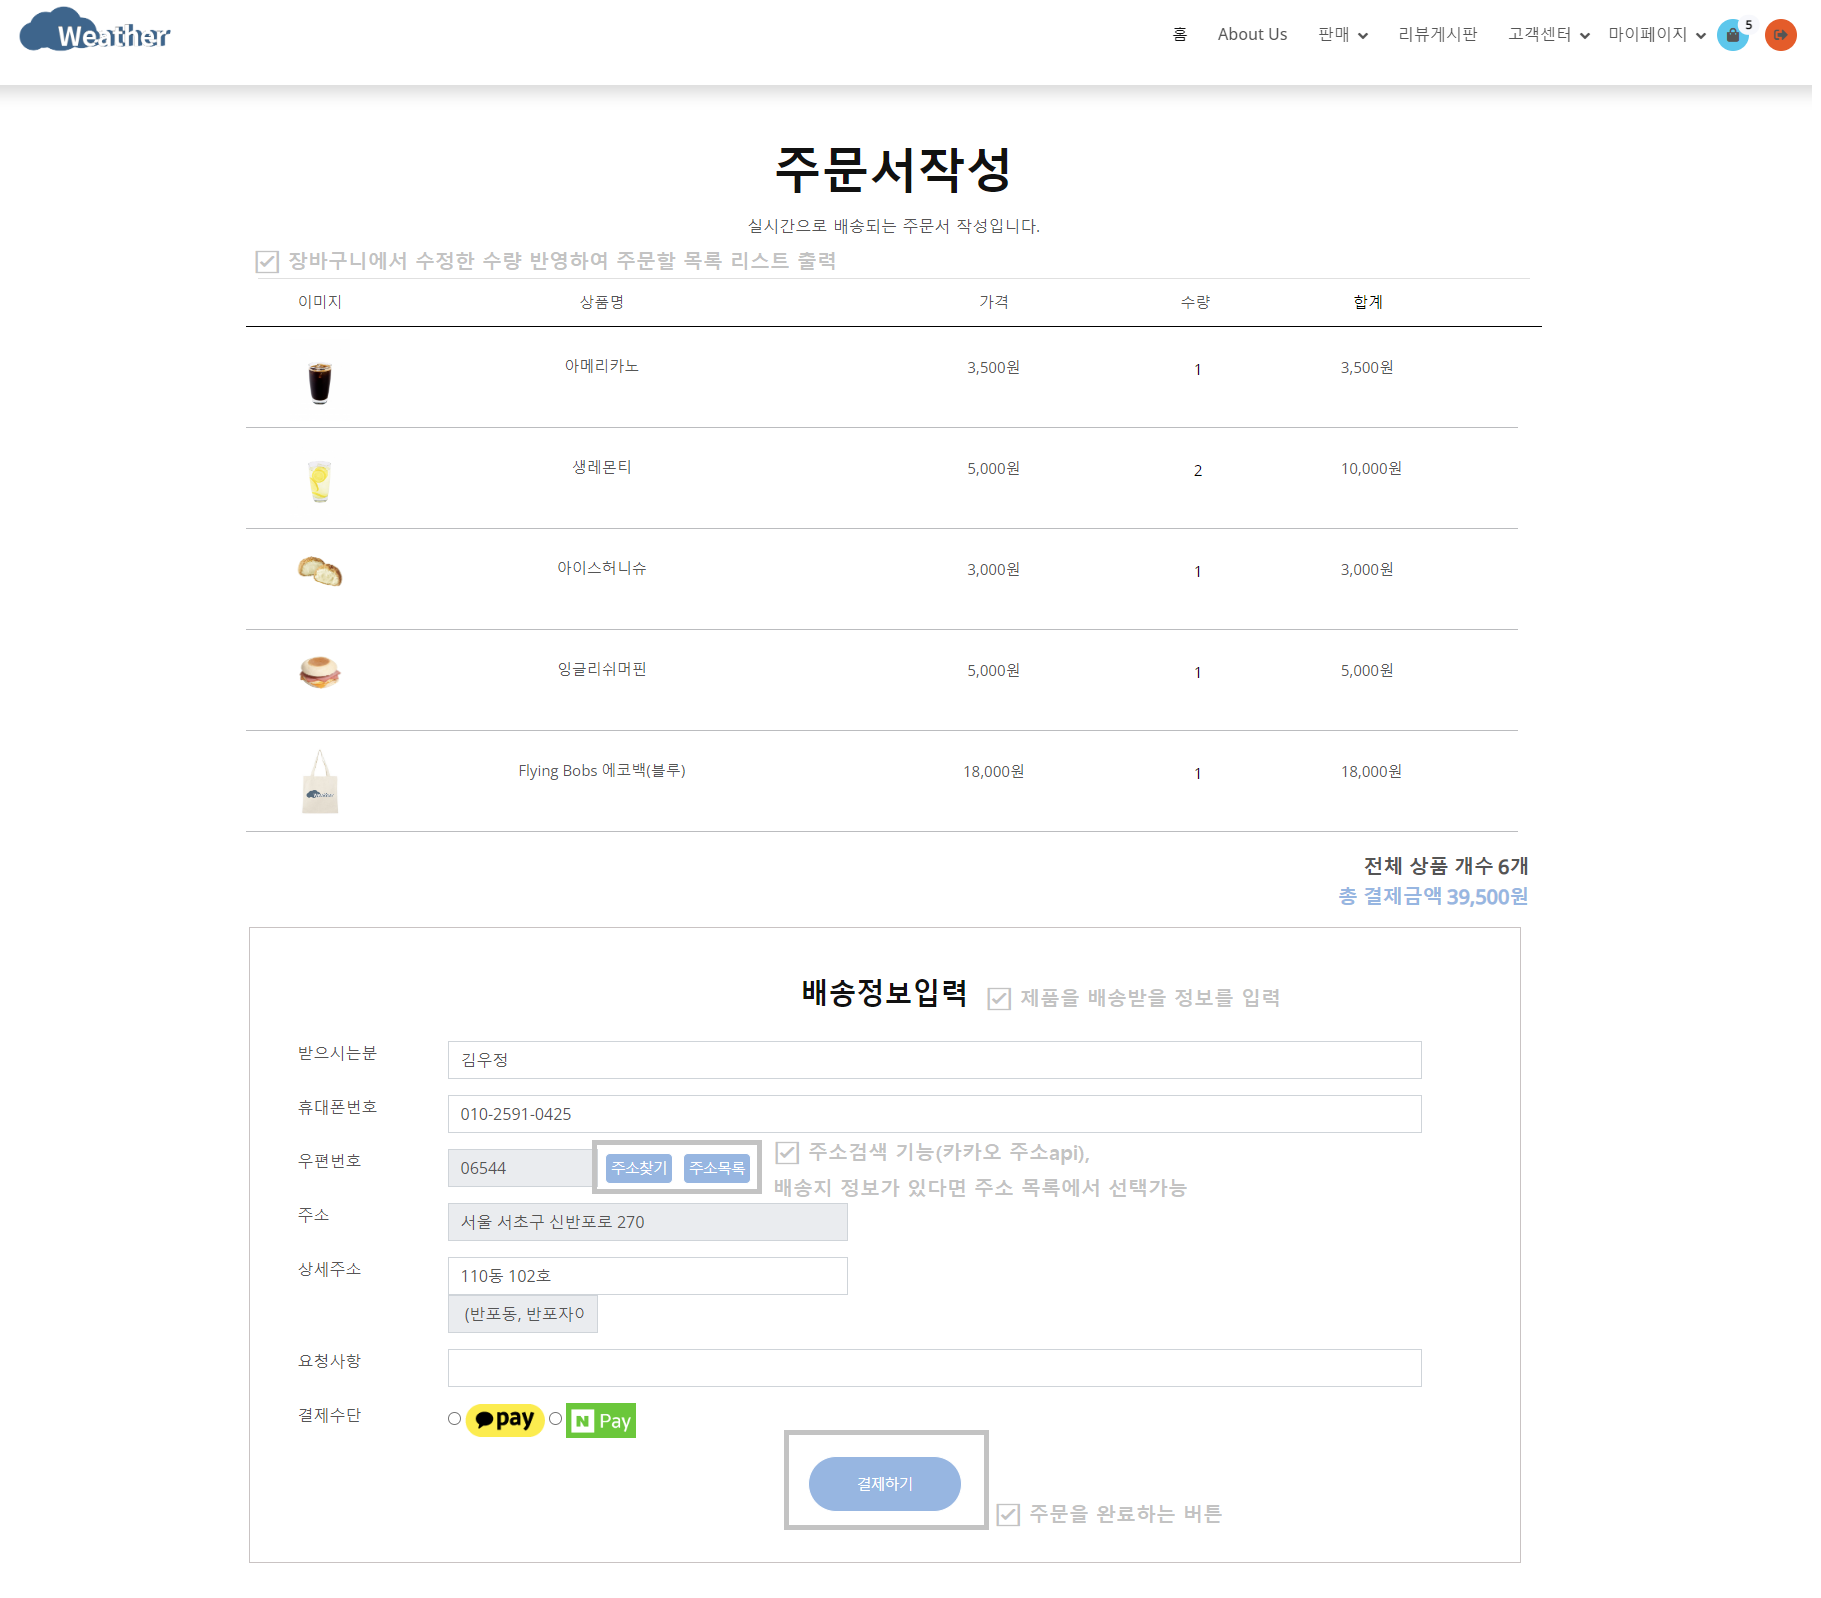 Weather
홈 About Us 판매 리뷰게시판 고객센터 마이페이지 5
주문서작성
실시간으로 배송되는 주문서 작성입니다.
장바구니에서 수정한 수량 반영하여 주문할 목록 리스트 출력
이미지 상품명 가격 수량 합계
아메리카노 3,500원 1 3,500원
생레몬티 5,000원 2 10,000원
아이스허니슈 3,000원 1 3,000원
잉글리쉬머핀 5,000원 1 5,000원
Flying Bobs 에코백(블루) 18,000원 1 18,000원
전체 상품 개수 6개
총 결제금액 39,500원
배송정보입력 제품을 배송받을 정보를 입력
받으시는분 김우정
휴대폰번호 010-2591-0425
우편번호 06544 주소찾기 주소목록 주소검색 기능(카카오 주소api),
배송지 정보가 있다면 주소 목록에서 선택가능
주소 서울 서초구 신반포로 270
상세주소 110동 102호
(반포동, 반포자이
요청사항
결제수단 pay N Pay
결제하기
주문을 완료하는 버튼